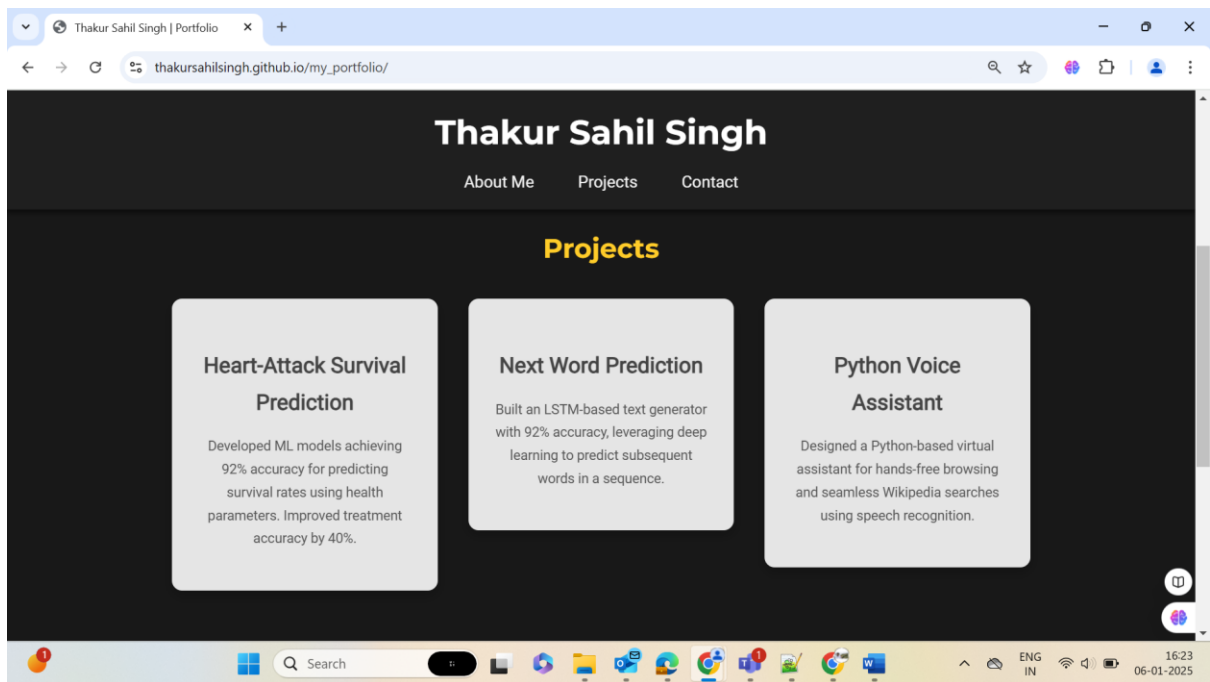 Thakur Sahil Singh | Portfolio
thakursahilsingh.github.io/my_portfolio/
Thakur Sahil Singh
About Me Projects Contact
Projects
Heart-Attack Survival
Prediction
Developed ML models achieving
92% accuracy for predicting
survival rates using health
parameters. Improved treatment
accuracy by 40%.
Next Word Prediction
Built an LSTM-based text generator
with 92% accuracy, leveraging deep
learning to predict subsequent
words in a sequence.
Python Voice
Assistant
Designed a Python-based virtual
assistant for hands-free browsing
and seamless Wikipedia searches
using speech recognition.
1
Search
1
W
ENG
IN
16:23
06-01-2025